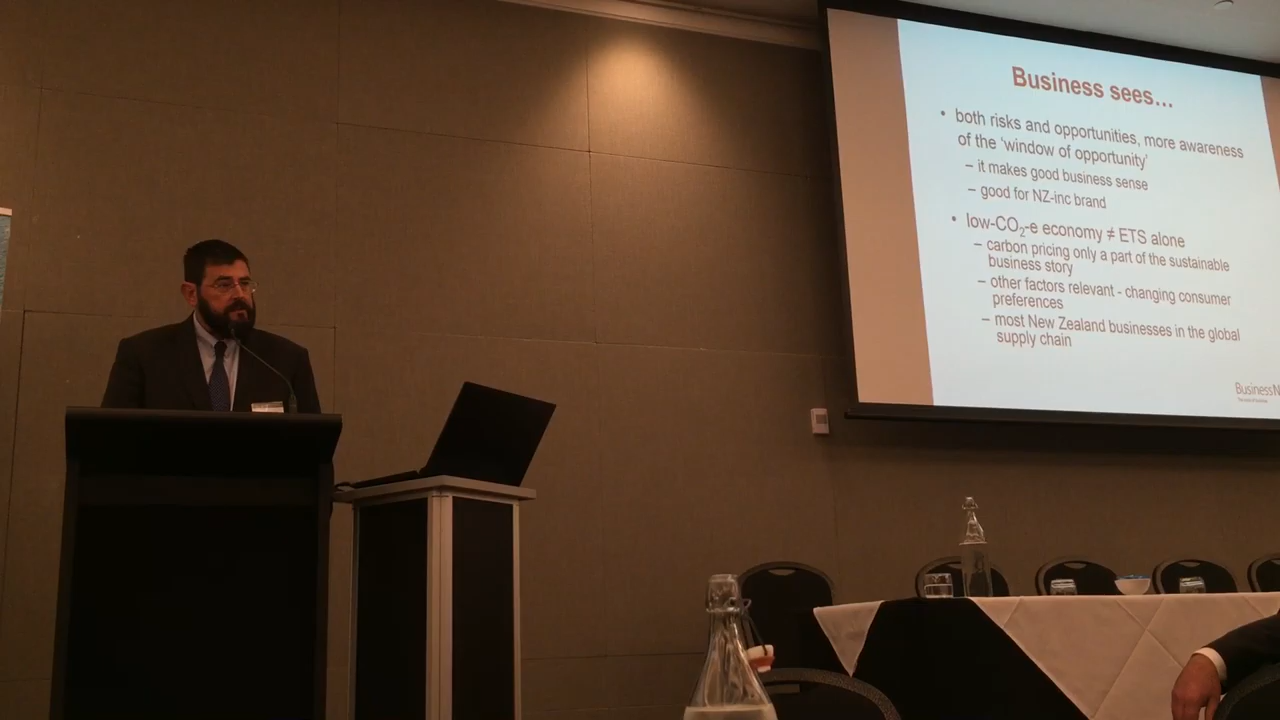 Business sees…
• both risks and opportunities, more awareness
of the 'window of opportunity'
– it makes good business sense
– good for NZ-inc brand
• low-CO₂-e economy ≠ ETS alone
– carbon pricing only a part of the sustainable
business story
– other factors relevant - changing consumer
preferences
– most New Zealand businesses in the global
supply chain
BusinessN